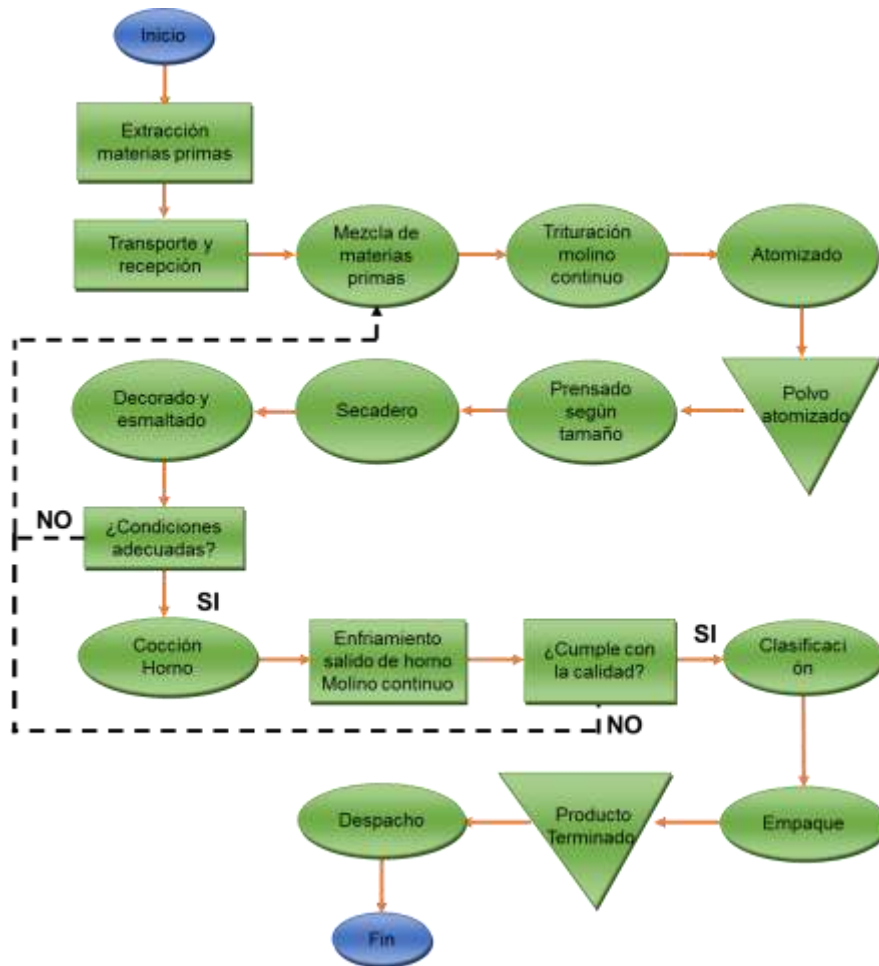 Inicio
Extracción
materias primas
Transporte y
recepción
Mezcla de
materias
primas
Trituración
molino
continuo
Atomizado
Polvo
atomizado
Prensado
según
tamaño
Secadero
Decorado y
esmaltado
NO
¿Condiciones
adecuadas?
SI
Cocción
Horno
Enfriamiento
salido de horno
Molino continuo
¿Cumple con
la calidad?
SI
NO
Clasificaci
ón
Empaque
Producto
Terminado
Despacho
Fin